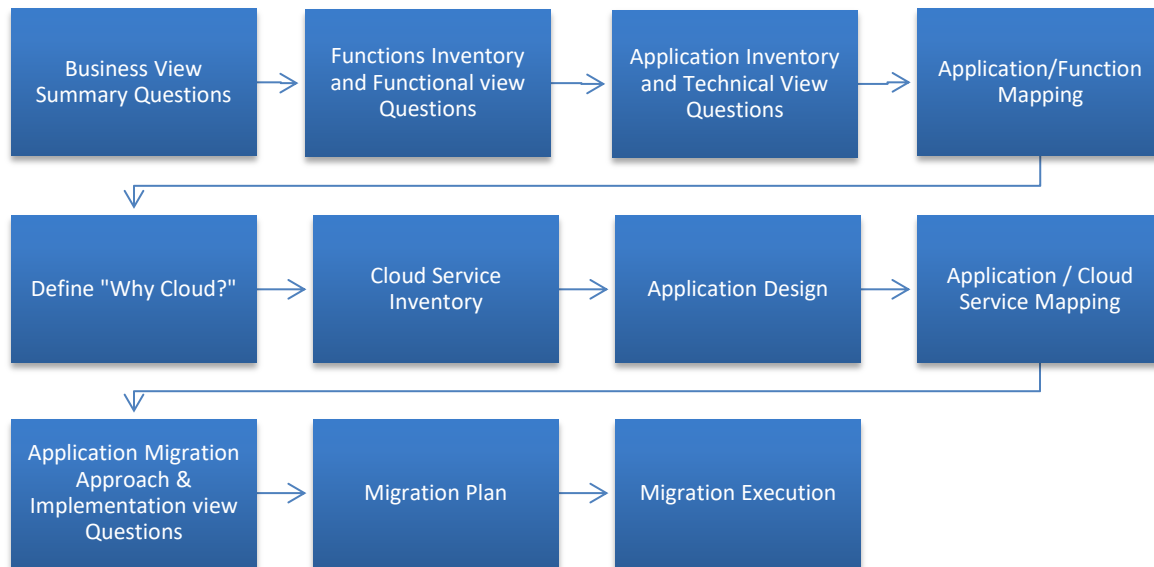 Business View
Summary Questions
Functions Inventory
and Functional view
Questions
Application Inventory
and Technical View
Questions
Application/Function
Mapping
Define "Why Cloud?"
Cloud Service
Inventory
Application Design
Application / Cloud
Service Mapping
Application Migration
Approach &
Implementation view
Questions
Migration Plan
Migration Execution